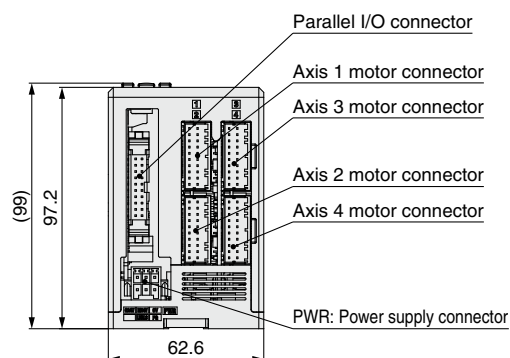 Parallel I/O connector
Axis 1 motor connector
Axis 3 motor connector
1 3
2 4
Axis 2 motor connector
Axis 4 motor connector
PWR: Power supply connector
(99)
97.2
62.6